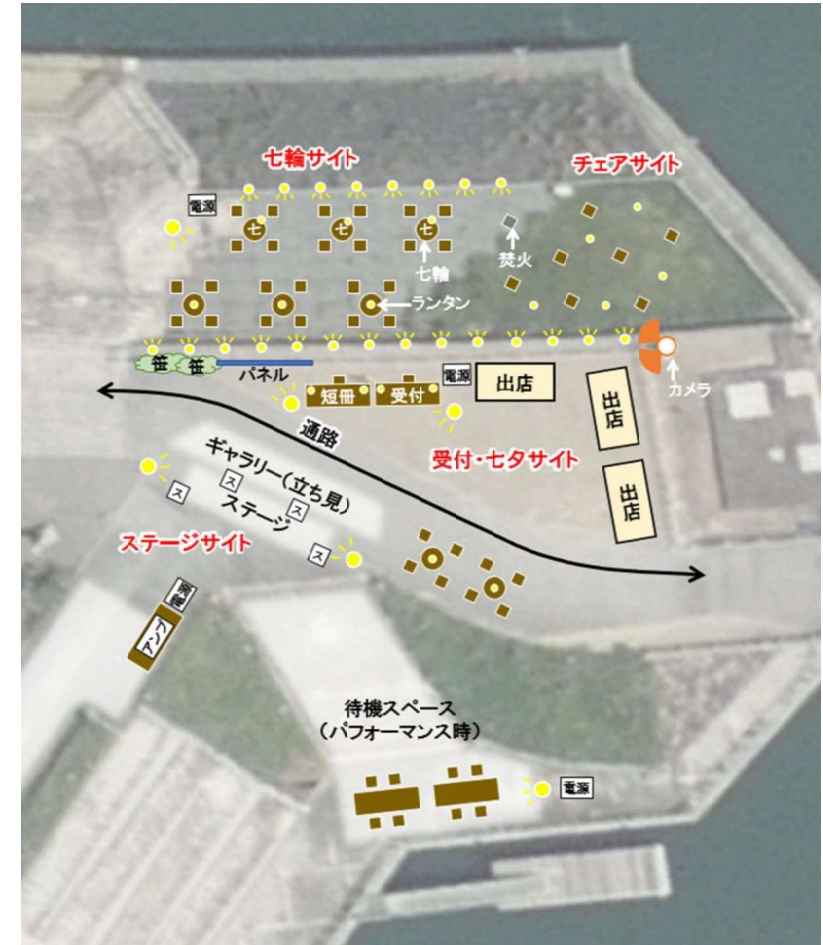 七輪サイト
チェアサイト
電源
七
七
七
七輪
焚火
ランタン
笹
笹
パネル
短冊
受付
電源
出店
カメラ
出店
出店
通路
受付・七夕サイト
ギャラリー(立ち見)
ステージ
ス
ス
ス
ス
ステージサイト
電源
アンプ
待機スペース
(パフォーマンス時)
電源